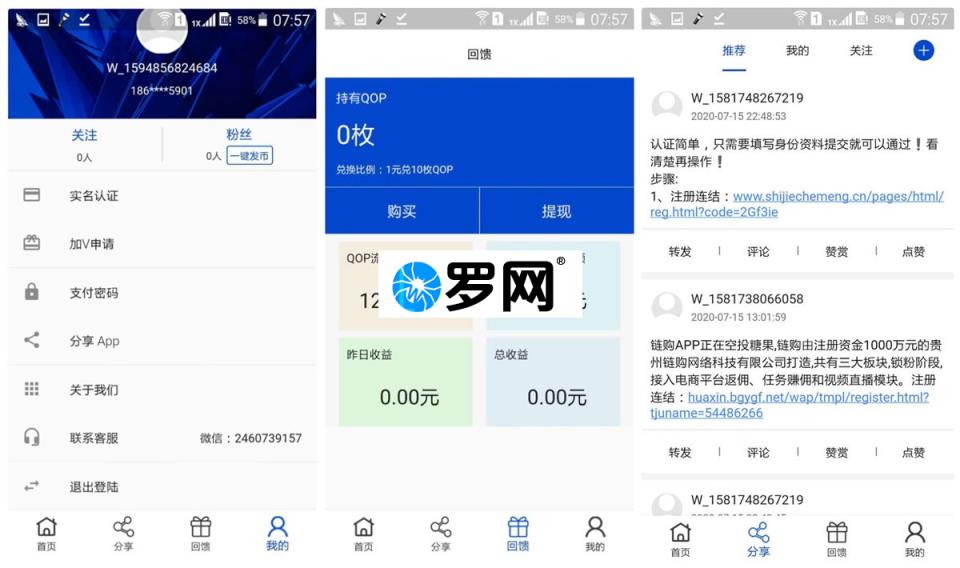 1x 58% 07:57
W_1594856824684
186****5901
关注
粉丝
0人
0人 一键发币
实名认证
加V申请
支付密码
分享 App
关于我们
联系客服 微信：2460739157
退出登陆
首页 分享 回馈 我的
1x 58% 07:57
回馈
持有QOP
0枚
兑换比例：1元兑10枚QOP
购买 提现
QOP流
12
罗网®
昨日收益
0.00元
总收益
0.00元
首页 分享 回馈 我的
1x 58% 07:57
推荐 我的 关注
W_1581748267219
2020-07-15 22:48:53
认证简单，只需要填写身份资料提交就可以通过！看
清楚再操作！
步骤:
1、注册连结：www.shijiechemeng.cn/pages/html/
reg.html?code=2Gf3ie
转发 评论 赞赏 点赞
W_1581738066058
2020-07-15 13:01:59
链购APP正在空投糖果,链购由注册资金1000万元的贵
州链购网络科技有限公司打造,共有三大板块,锁粉阶段,
接入电商平台返佣、任务赚佣和视频直播模块。注册
连结：huaxin.bgygf.net/wap/tmpl/register.html?
tjuname=54486266
转发 评论 赞赏 点赞
W_1581748267219
首页 分享 回馈 我的